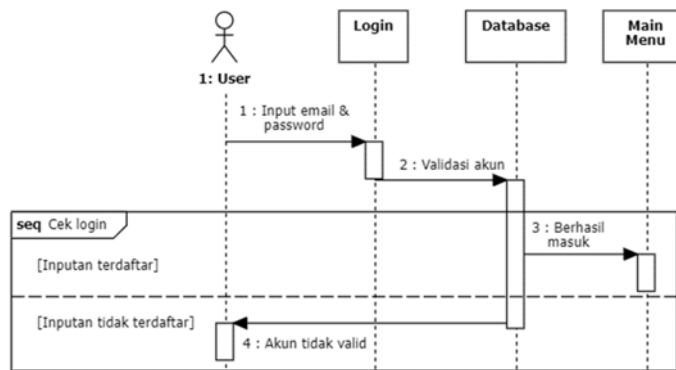 Login
Database
Main
Menu
1: User
1 : Input email &
password
2 : Validasi akun
seq Cek login
3 : Berhasil
masuk
[Inputan terdaftar]
[Inputan tidak terdaftar]
4 : Akun tidak valid